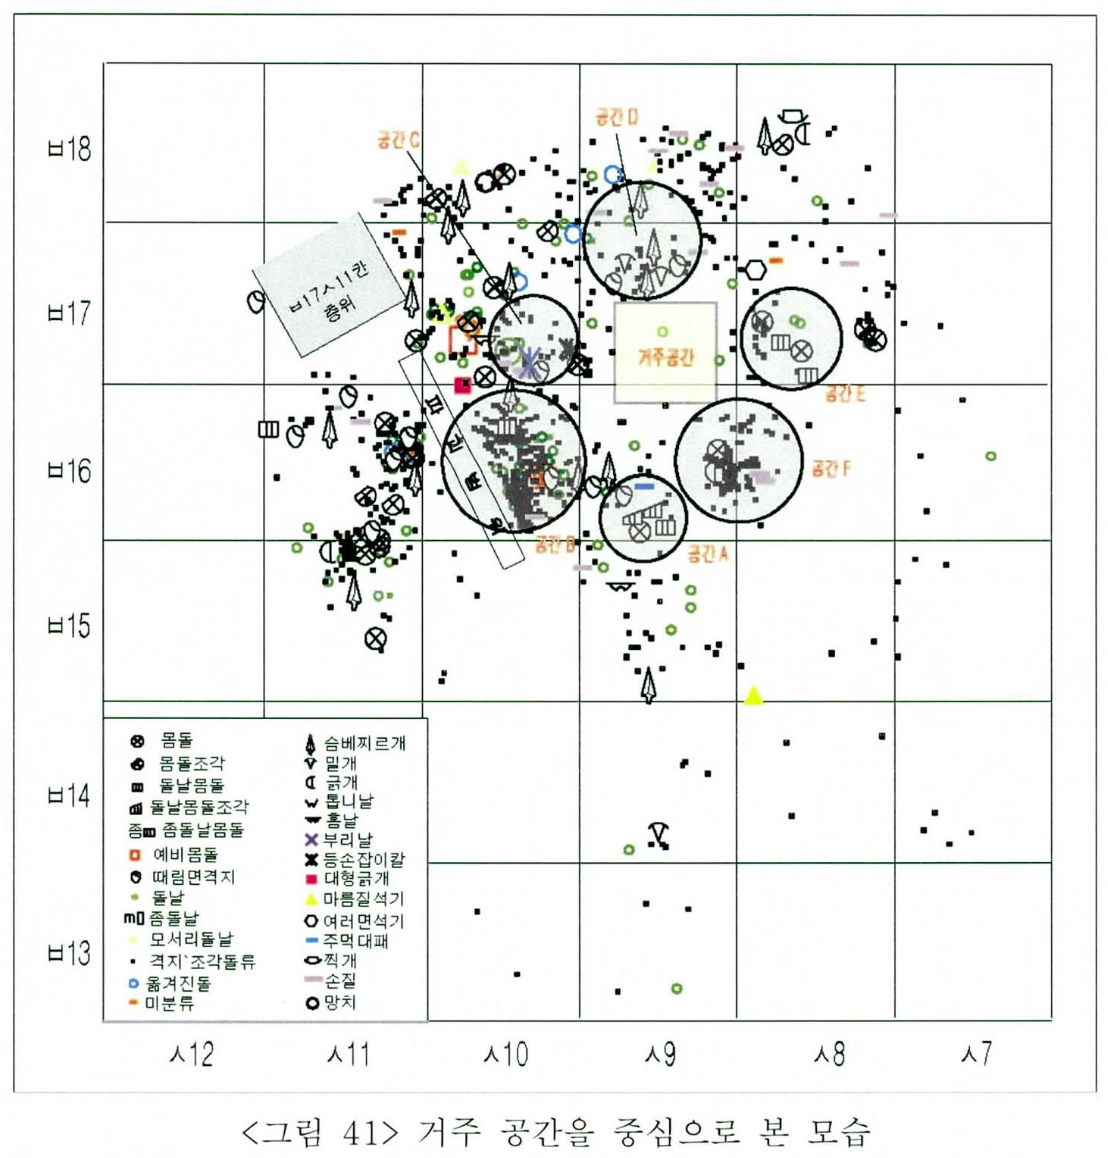 공간 D
공간 C
ㅂ18
ㅂ17ㅅ11칸
층위
ㅂ17
거주공간
공간 E
ㅂ16
공간 F
공간 B
공간 A
ㅂ15
몸돌
몸돌조각
돌날몸돌
돌날몸돌조각
좀 좀돌날몸돌
예비몸돌
때림면격지
돌날
m 좀돌날
모서리돌날
격지`조각돌류
옮겨진돌
미분류
슴베찌르개
밀개
긁개
톱니날
홈날
부리날
등손잡이칼
대형긁개
마름질석기
여러면석기
주먹대패
찍개
손질
망치
ㅂ14
ㅂ13
ㅅ12 ㅅ11 ㅅ10 ㅅ9 ㅅ8 ㅅ7
<그림 41> 거주 공간을 중심으로 본 모습